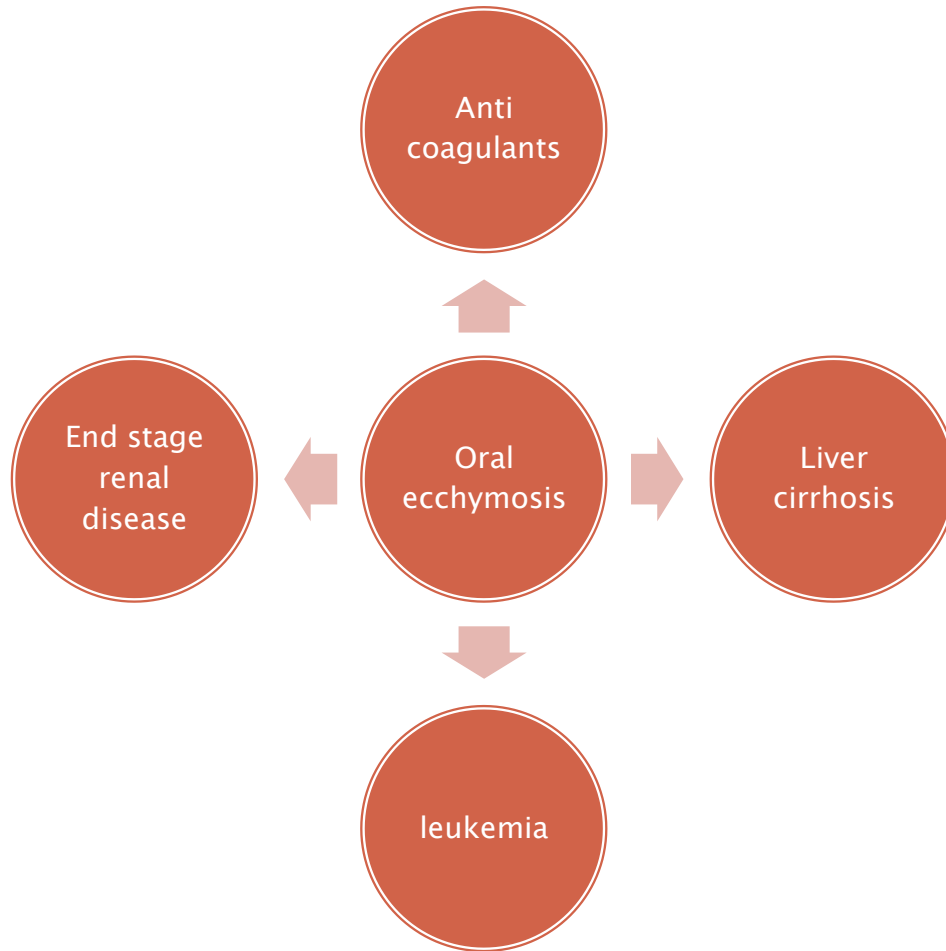 Anti
coagulants
End stage
renal
disease
Oral
ecchymosis
Liver
cirrhosis
leukemia